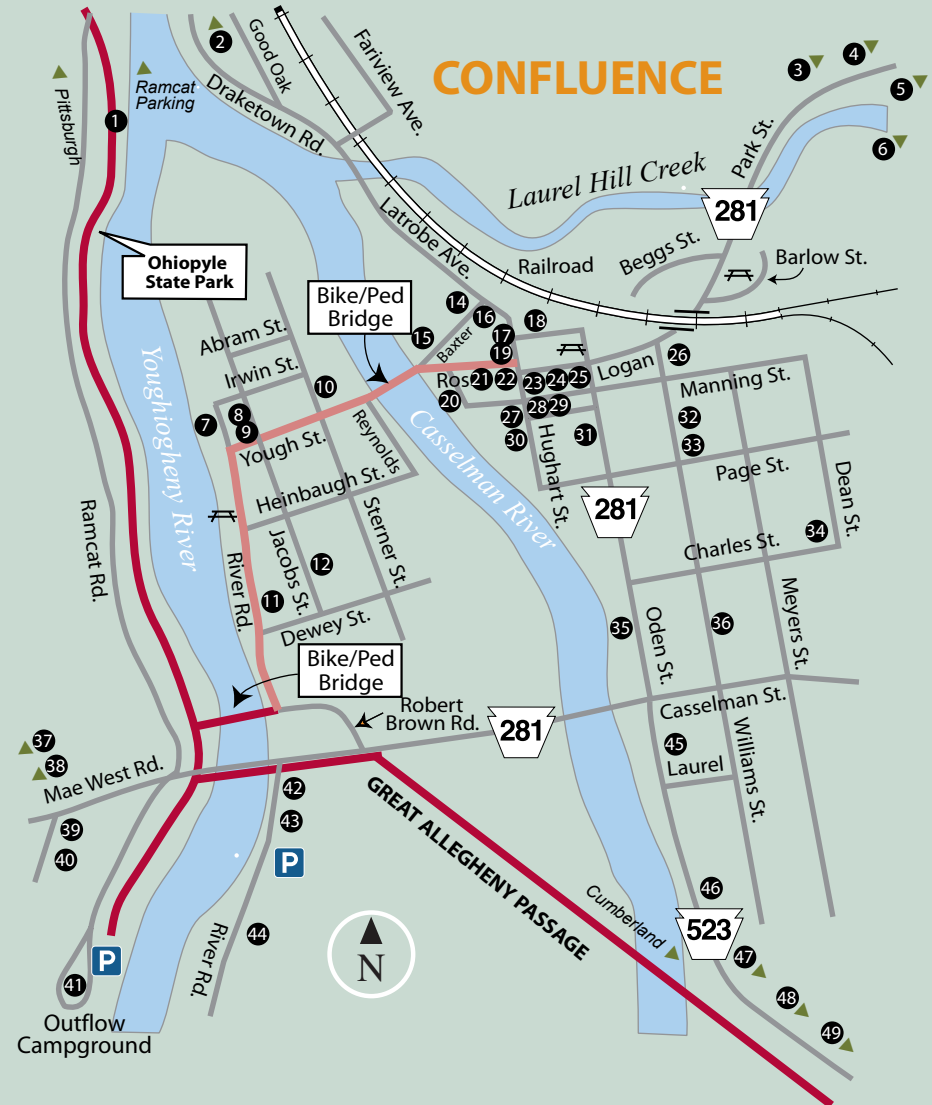 CONFLUENCE
Pittsburgh
1
Ramcat
Parking
2
Good Oak
Draketown Rd.
Fariview Ave.
3
4
5
6
Park St.
Laurel Hill Creek
281
Ohiopyle
State Park
Latrobe Ave.
Railroad
Beggs St.
Barlow St.
Bike/Ped
Bridge
14
16
15
Baxter
17
18
19
Abram St.
Irwin St.
10
7
8
9
Yough St.
Reynolds
Ros
21
22
20
23
24
25
Logan
26
28
29
27
30
31
Hughart St.
Manning St.
32
33
Page St.
281
Dean St.
34
Charles St.
Youghiogheny River
Casselman River
Heinbaugh St.
Sterner St.
Jacobs St.
12
11
River Rd.
Dewey St.
Ramcat Rd.
35
Oden St.
36
Meyers St.
Bike/Ped
Bridge
Robert
Brown Rd.
281
Casselman St.
45
Laurel
Williams St.
37
38
Mae West Rd.
39
40
42
43
P
44
River Rd.
GREAT ALLEGHENY PASSAGE
N
P
41
Outflow
Campground
Cumberland
46
523
47
48
49